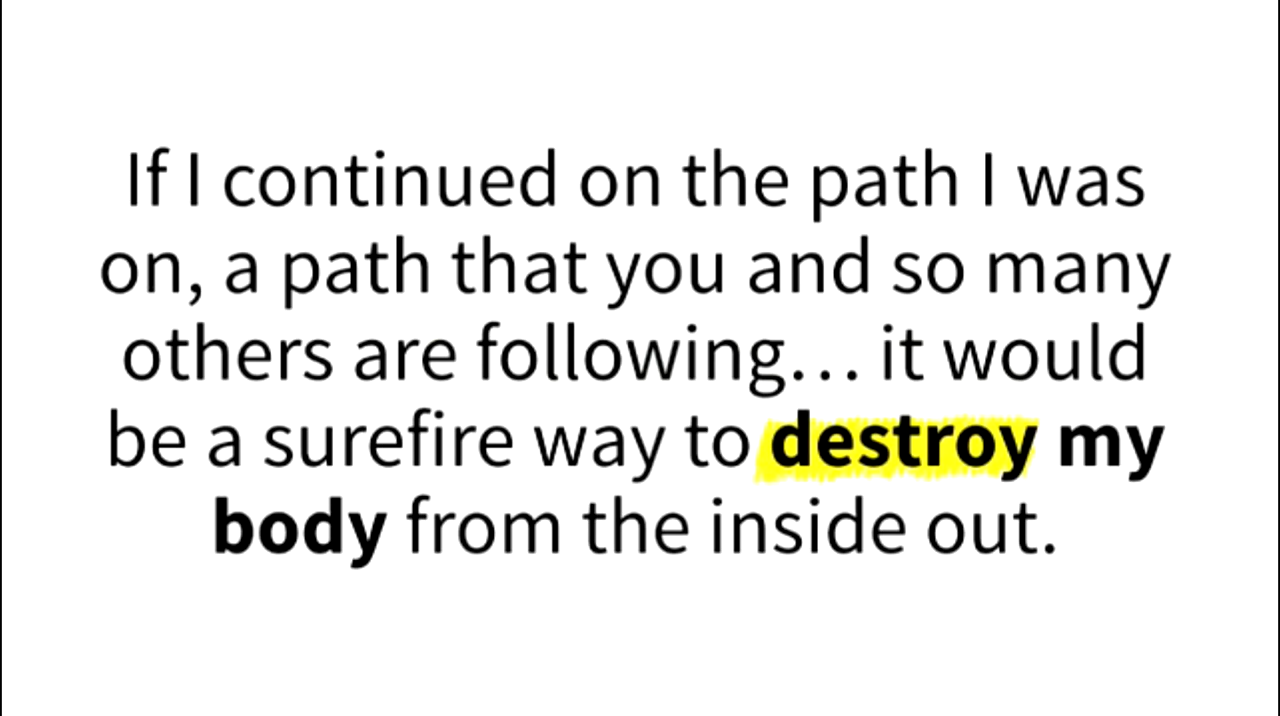 If I continued on the path I was
on, a path that you and so many
others are following… it would
be a surefire way to destroy my
body from the inside out.